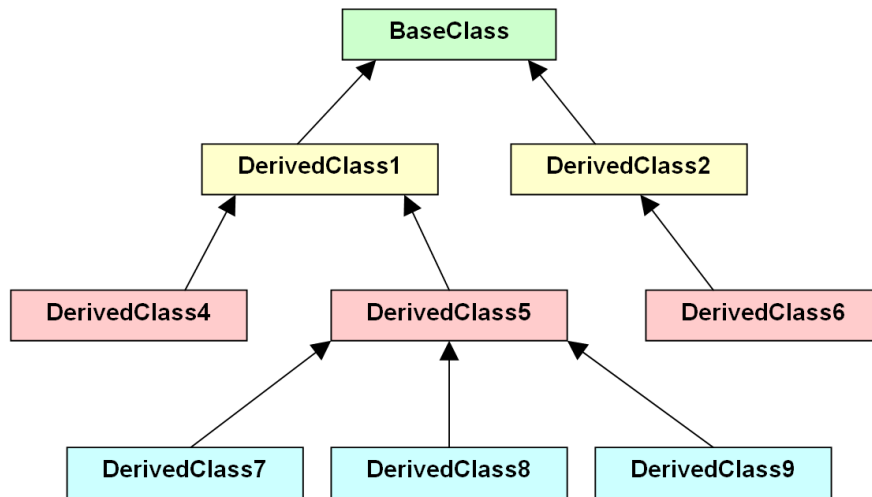 BaseClass
DerivedClass1
DerivedClass2
DerivedClass4
DerivedClass5
DerivedClass6
DerivedClass7
DerivedClass8
DerivedClass9